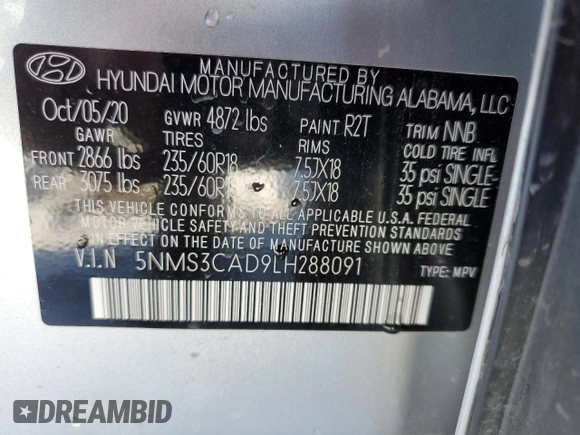 MANUFACTURED BY
HYUNDAI MOTOR MANUFACTURING ALABAMA, LLC
Oct/05/20 GVWR 4872 lbs PAINT R2T TRIM NNB
GAWR TIRES RIMS COLD TIRE INFL
FRONT 2866 lbs 235/60R18 7.5JX18 35 psi SINGLE
REAR 3075 lbs 235/60R18 7.5JX18 35 psi SINGLE
THIS VEHICLE CONFORMS TO ALL APPLICABLE U.S.A. FEDERAL
MOTOR VEHICLE SAFETY AND THEFT PREVENTION
STANDARDS IN EFFECT ON THE DATE OF MANUFACTURE SHOWN ABOVE.
V.I.N 5NMS3CAD9LH288091 TYPE: MPV
DREAMBID